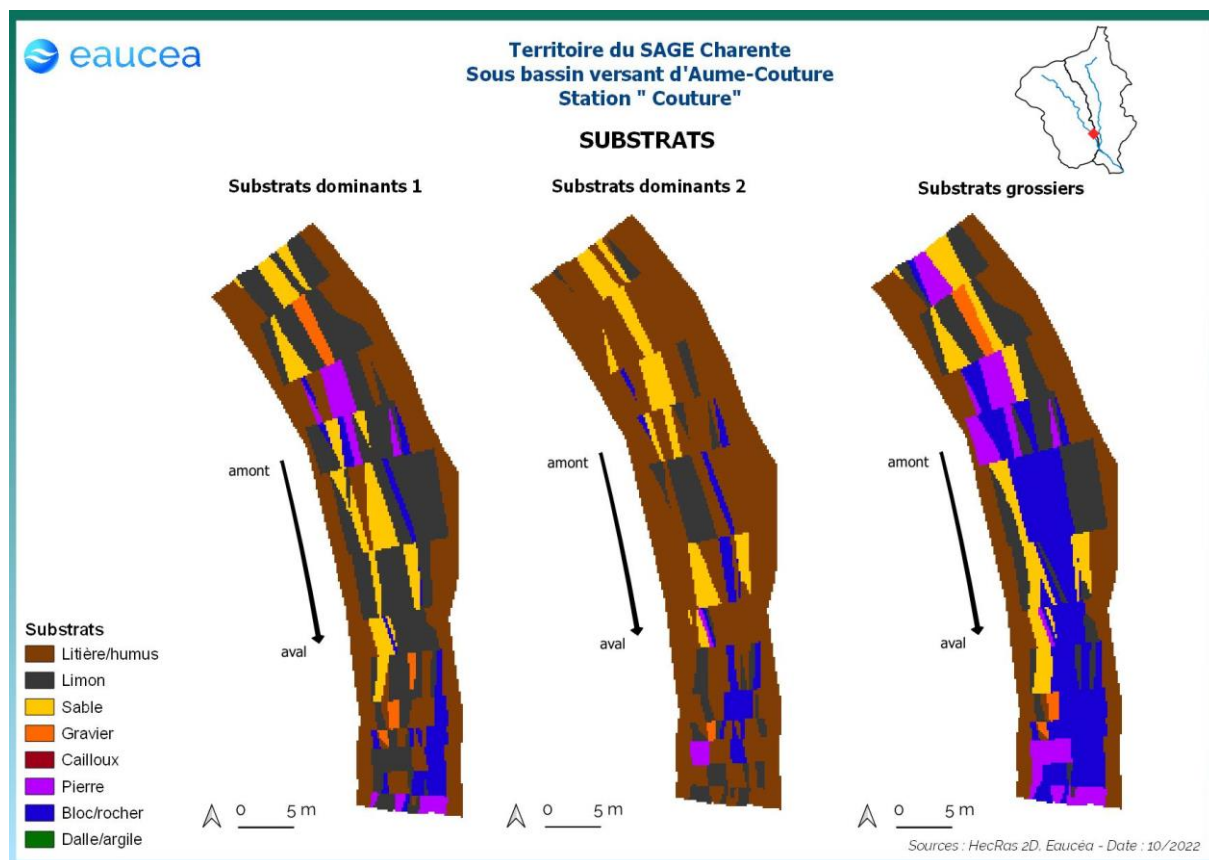 eaucea
Territoire du SAGE Charente
Sous bassin versant d'Aume-Couture
Station " Couture"
SUBSTRATS
Substrats dominants 1
Substrats dominants 2
Substrats grossiers
amont
aval
amont
aval
amont
aval
Substrats
Litière/humus
Limon
Sable
Gravier
Cailloux
Pierre
Bloc/rocher
Dalle/argile
0 5 m
0 5 m
0 5 m
Sources : HecRas 2D, Eaucéa - Date : 10/2022